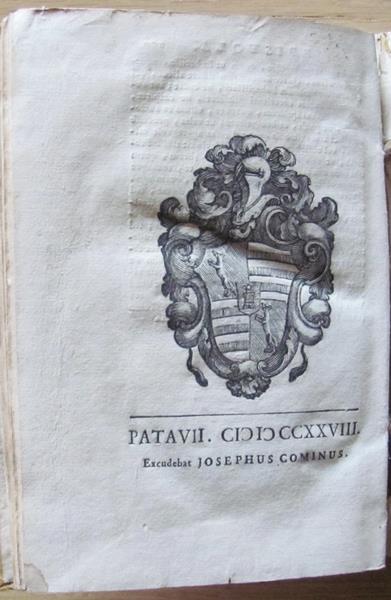 PATAVII. CIↃIↃCCXXVIII.
Excudebat JOSEPHUS COMINUS.